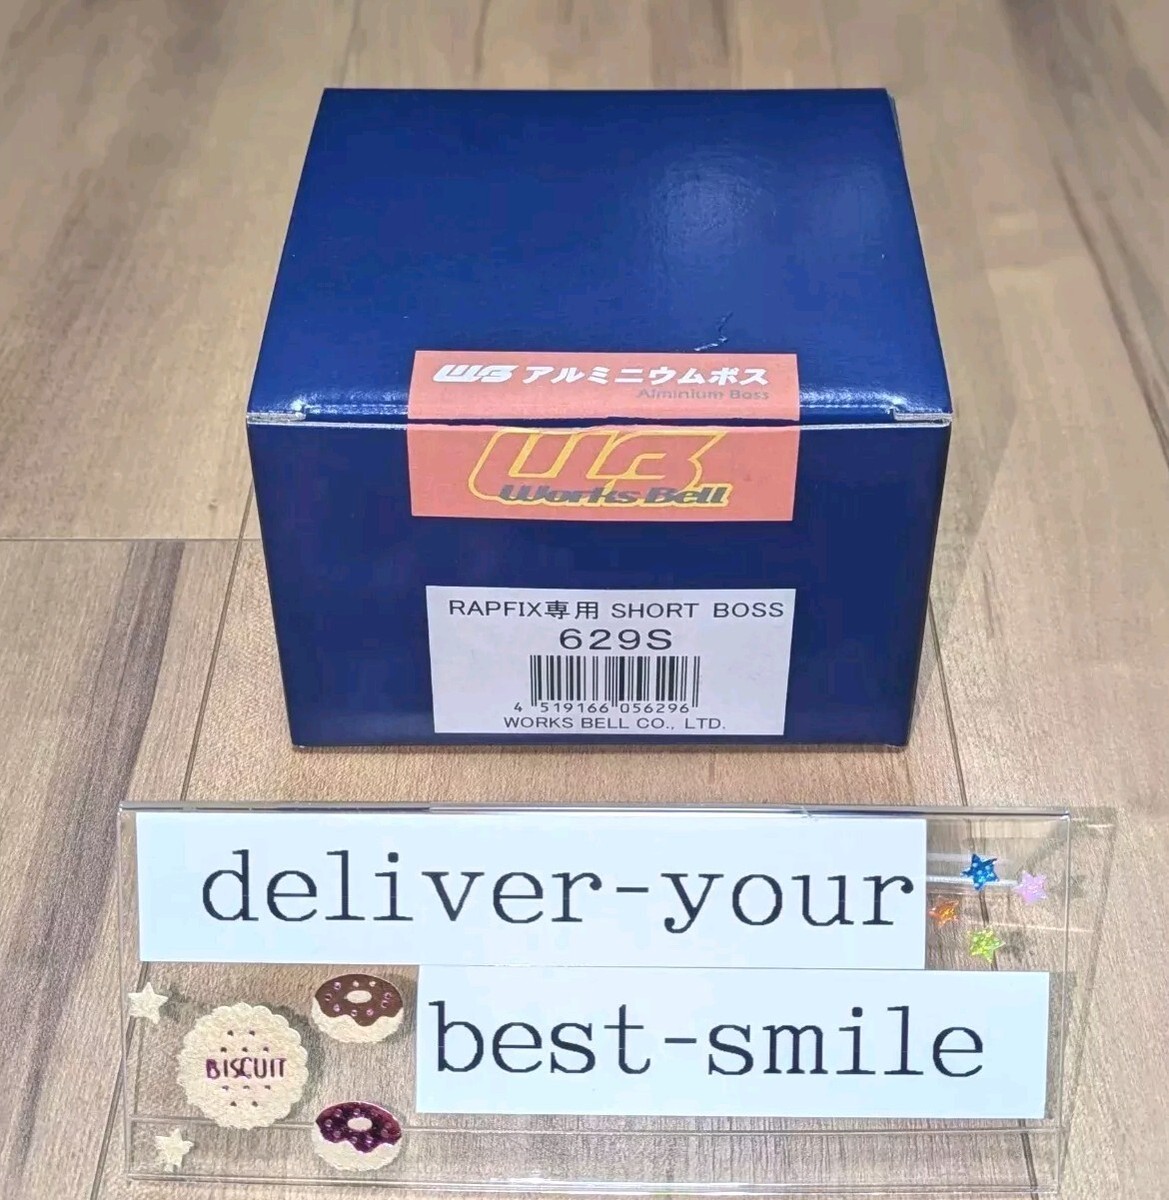 WB アルミニウムボス
Alminium Boss
WB
Works Bell
RAPFIX専用 SHORT BOSS
629S
4 519166 056296
WORKS BELL CO., LTD.
deliver-your
best-smile
BISCUIT